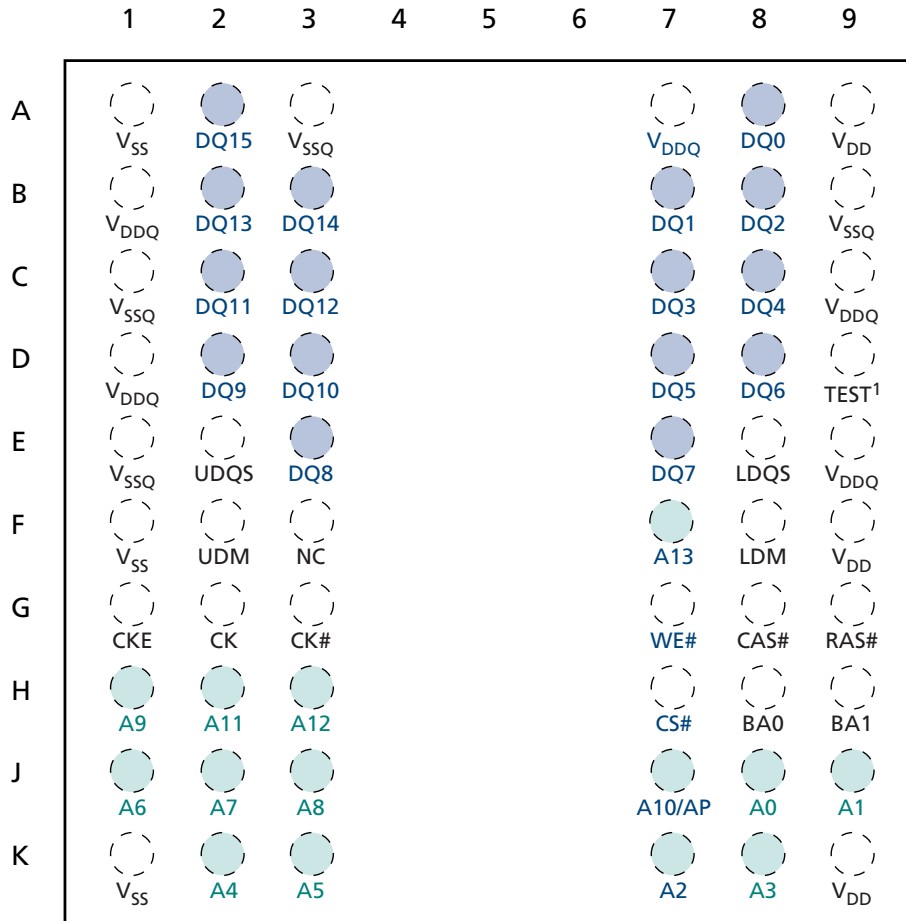 1 2 3 4 5 6 7 8 9
A
VSS DQ15 VSSQ VDDQ DQ0 VDD
B
VDDQ DQ13 DQ14 DQ1 DQ2 VSSQ
C
VSSQ DQ11 DQ12 DQ3 DQ4 VDDQ
D
VDDQ DQ9 DQ10 DQ5 DQ6 TEST1
E
VSSQ UDQS DQ8 DQ7 LDQS VDDQ
F
VSS UDM NC A13 LDM VDD
G
CKE CK CK# WE# CAS# RAS#
H
A9 A11 A12 CS# BA0 BA1
J
A6 A7 A8 A10/AP A0 A1
K
VSS A4 A5 A2 A3 VDD